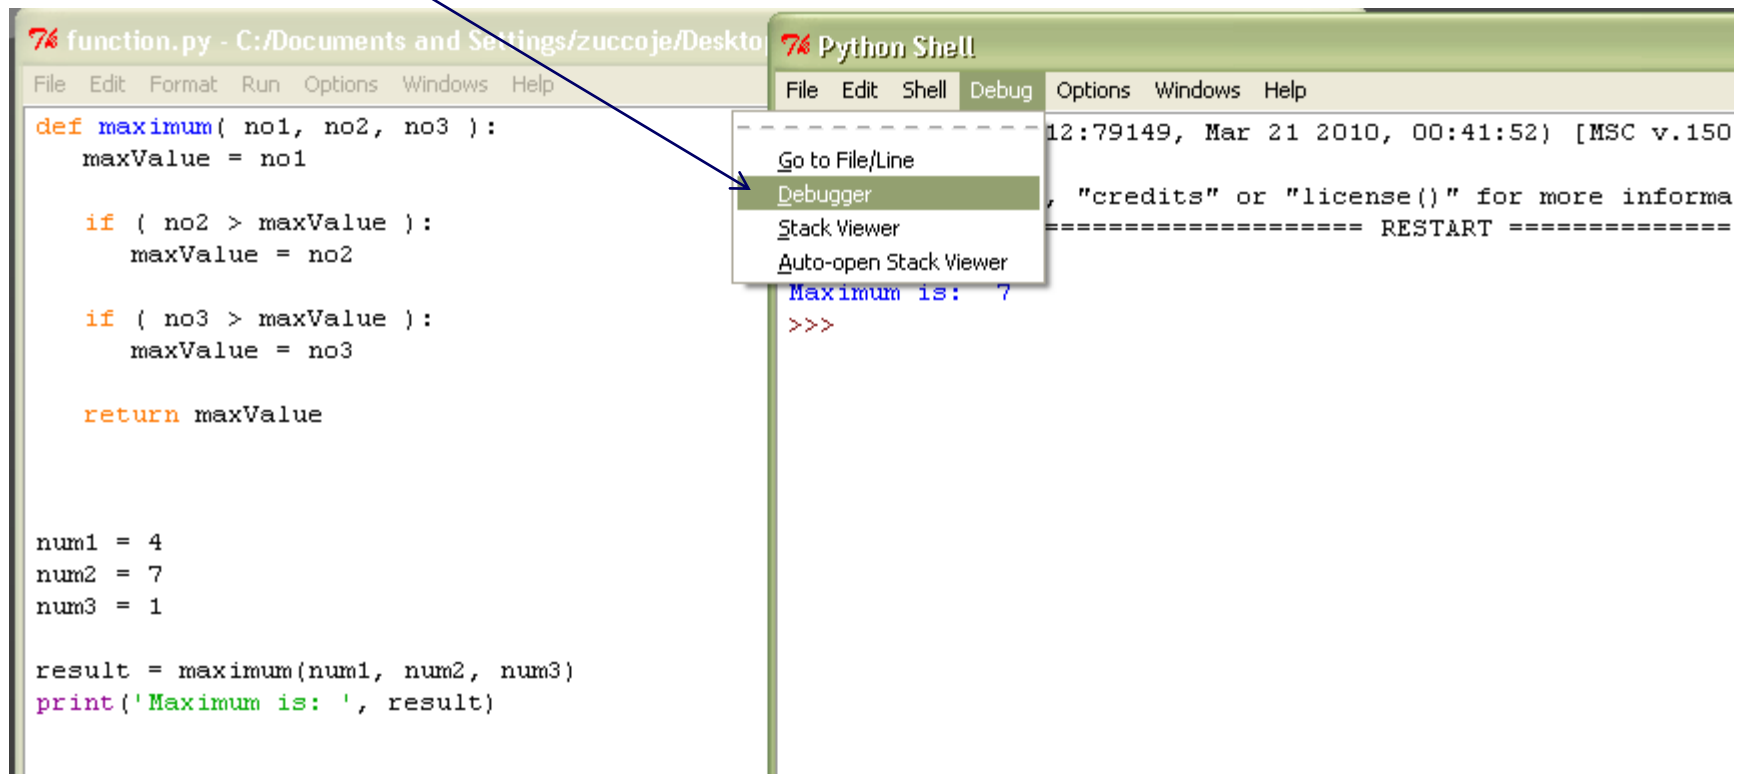 function.py - C:/Documents and Settings/zuccoje/Deskto
File Edit Format Run Options Windows Help
def maximum( no1, no2, no3 ):
maxValue = no1
if ( no2 > maxValue ):
maxValue = no2
if ( no3 > maxValue ):
maxValue = no3
return maxValue
num1 = 4
num2 = 7
num3 = 1
result = maximum(num1, num2, num3)
print('Maximum is: ', result)
Python Shell
File Edit Shell Debug Options Windows Help
12:79149, Mar 21 2010, 00:41:52) [MSC v.150
Go to File/Line
Debugger
, "credits" or "license()" for more informa
Stack Viewer
==================== RESTART ==============
Auto-open Stack Viewer
Maximum is:  7
>>>